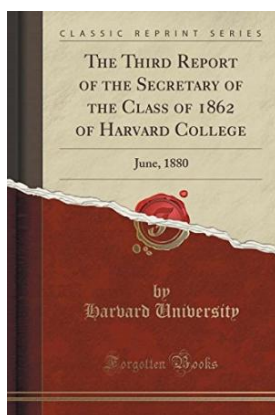 CLASSIC REPRINT SERIES
THE THIRD REPORT
OF THE SECRETARY OF
THE CLASS OF 1862
OF HARVARD COLLEGE
June, 1880
by
Harvard University
Forgotten Books